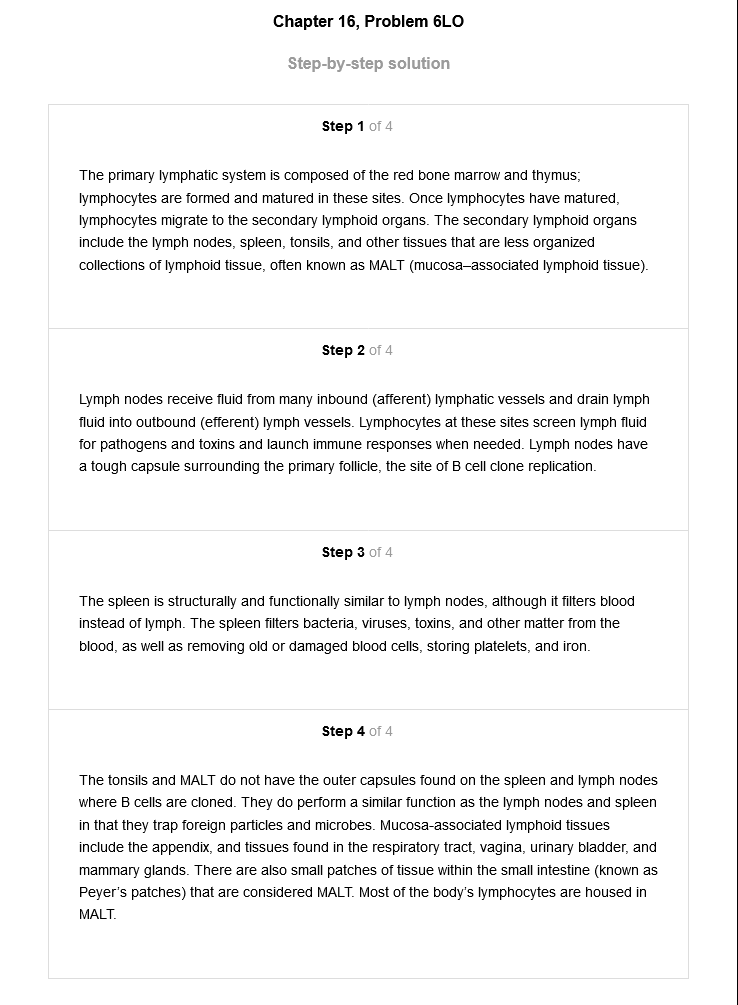 Chapter 16, Problem 6LO
Step-by-step solution
Step 1 of 4
The primary lymphatic system is composed of the red bone marrow and thymus;
lymphocytes are formed and matured in these sites. Once lymphocytes have matured,
lymphocytes migrate to the secondary lymphoid organs. The secondary lymphoid organs
include the lymph nodes, spleen, tonsils, and other tissues that are less organized
collections of lymphoid tissue, often known as MALT (mucosa–associated lymphoid tissue).
Step 2 of 4
Lymph nodes receive fluid from many inbound (afferent) lymphatic vessels and drain lymph
fluid into outbound (efferent) lymph vessels. Lymphocytes at these sites screen lymph fluid
for pathogens and toxins and launch immune responses when needed. Lymph nodes have
a tough capsule surrounding the primary follicle, the site of B cell clone replication.
Step 3 of 4
The spleen is structurally and functionally similar to lymph nodes, although it filters blood
instead of lymph. The spleen filters bacteria, viruses, toxins, and other matter from the
blood, as well as removing old or damaged blood cells, storing platelets, and iron.
Step 4 of 4
The tonsils and MALT do not have the outer capsules found on the spleen and lymph nodes
where B cells are cloned. They do perform a similar function as the lymph nodes and spleen
in that they trap foreign particles and microbes. Mucosa-associated lymphoid tissues
include the appendix, and tissues found in the respiratory tract, vagina, urinary bladder, and
mammary glands. There are also small patches of tissue within the small intestine (known as
Peyer’s patches) that are considered MALT. Most of the body’s lymphocytes are housed in
MALT.